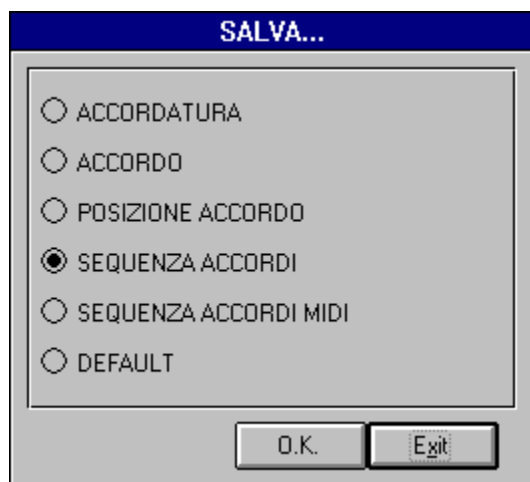 SALVA...
ACCORDATURA
ACCORDO
POSIZIONE ACCORDO
SEQUENZA ACCORDI
SEQUENZA ACCORDI MIDI
DEFAULT
O.K. Exit